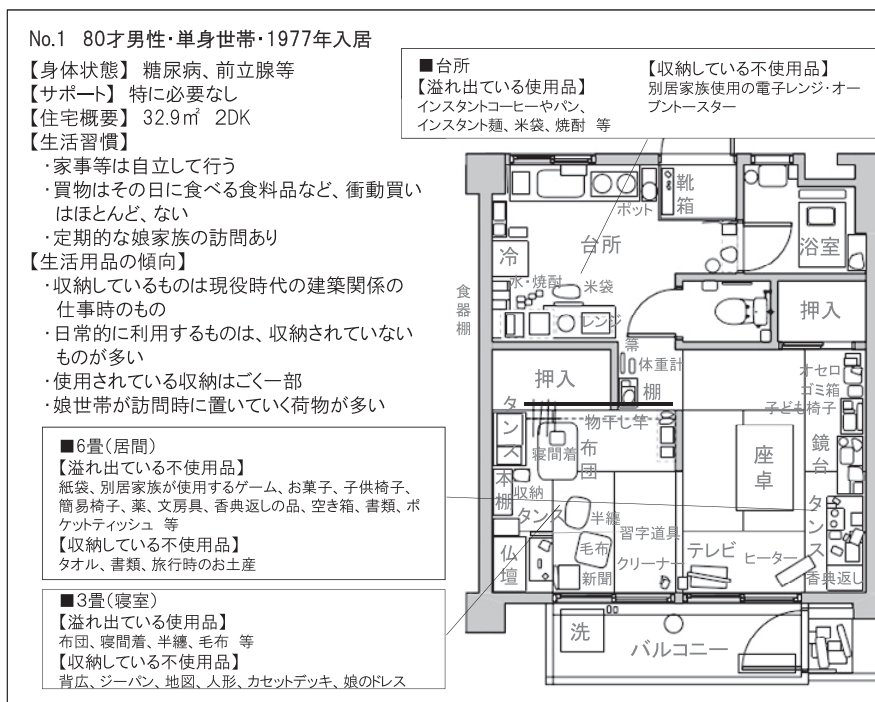 No.1 80才男性・単身世帯・1977年入居
【身体状態】 糖尿病、前立腺等
【サポート】 特に必要なし
【住宅概要】 32.9㎡ 2DK
【生活習慣】
・家事等は自立して行う
・買物はその日に食べる食料品など、衝動買い
はほとんど、ない
・定期的な娘家族の訪問あり
【生活用品の傾向】
・収納しているものは現役時代の建築関係の
仕事時のもの
・日常的に利用するものは、収納されていない
ものが多い
・使用されている収納はごく一部
・娘世帯が訪問時に置いていく荷物が多い
■台所
【溢れ出ている使用品】
インスタントコーヒーやパン、
インスタント麺、米袋、焼酎 等
【収納している不使用品】
別居家族使用の電子レンジ・オー
ブントースター
■6畳(居間)
【溢れ出ている不使用品】
紙袋、別居家族が使用するゲーム、お菓子、子供椅子、
簡易椅子、薬、文房具、香典返しの品、空き箱、書類、ポ
ケットティッシュ 等
【収納している不使用品】
タオル、書類、旅行時のお土産
■3畳(寝室)
【溢れ出ている使用品】
布団、寝間着、半纏、毛布 等
【収納している不使用品】
背広、ジーパン、地図、人形、カセットデッキ、娘のドレス
靴箱
ポット
台所
浴室
冷
水・焼酎
米袋
食器棚
レンジ
押入
箒
体重計
押入
棚
オセロ
ゴミ箱
子ども椅子
タンス
物干し竿
寝間着
布団
座卓
鏡台
本棚
収納
タンス
半纏
習字道具
タンス
仏壇
毛布
新聞
クリーナー
テレビ
ヒーター
香典返し
洗
バルコニー